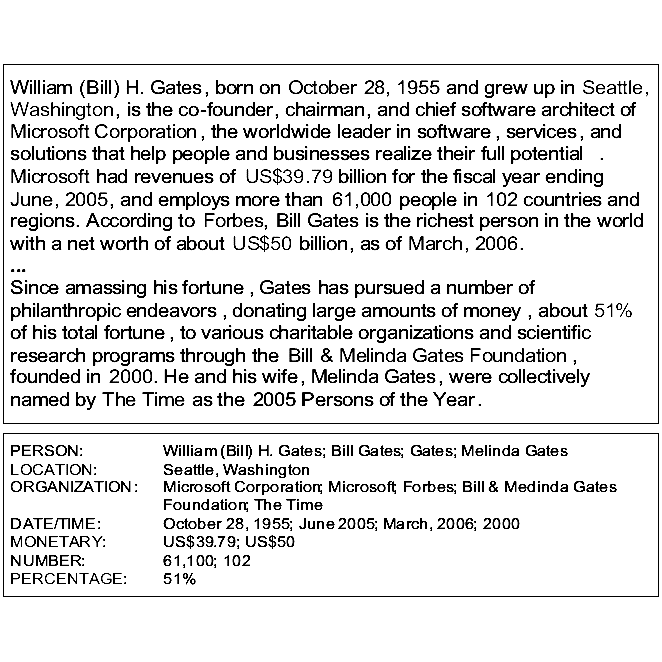 William (Bill) H. Gates, born on October 28, 1955 and grew up in Seattle,
Washington, is the co-founder, chairman, and chief software architect of
Microsoft Corporation, the worldwide leader in software, services, and
solutions that help people and businesses realize their full potential .
Microsoft had revenues of US$39.79 billion for the fiscal year ending
June, 2005, and employs more than 61,000 people in 102 countries and
regions. According to Forbes, Bill Gates is the richest person in the world
with a net worth of about US$50 billion, as of March, 2006.
...
Since amassing his fortune, Gates has pursued a number of
philanthropic endeavors, donating large amounts of money, about 51%
of his total fortune, to various charitable organizations and scientific
research programs through the Bill & Melinda Gates Foundation,
founded in 2000. He and his wife, Melinda Gates, were collectively
named by The Time as the 2005 Persons of the Year.
PERSON: William (Bill) H. Gates; Bill Gates; Gates; Melinda Gates
LOCATION: Seattle, Washington
ORGANIZATION: Microsoft Corporation; Microsoft; Forbes; Bill & Medinda Gates
Foundation; The Time
DATE/TIME: October 28, 1955; June 2005; March, 2006; 2000
MONETARY: US$39.79; US$50
NUMBER: 61,100; 102
PERCENTAGE: 51%